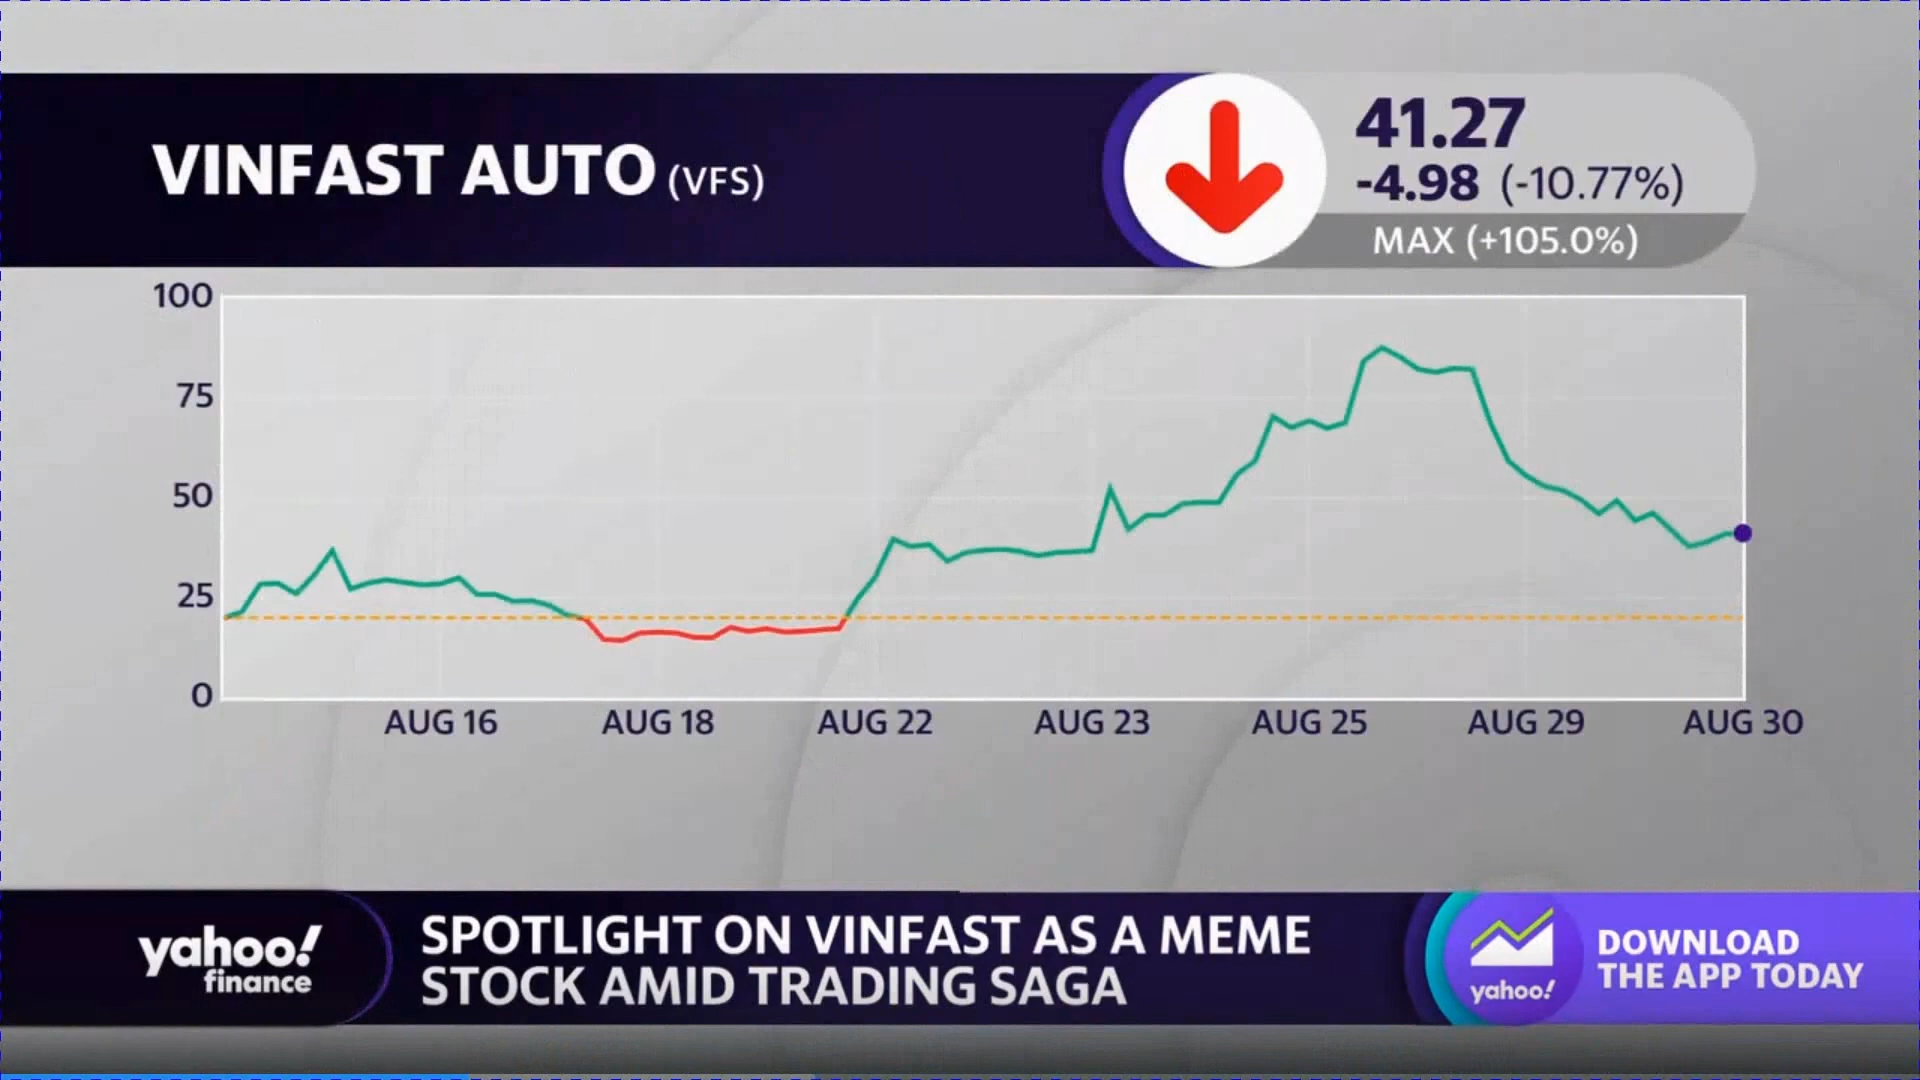 VINFAST AUTO (VFS)
41.27
-4.98 (-10.77%)
MAX (+105.0%)
100
75
50
25
0
AUG 16 AUG 18 AUG 22 AUG 23 AUG 25 AUG 29 AUG 30
yahoo!
finance
SPOTLIGHT ON VINFAST AS A MEME
STOCK AMID TRADING SAGA
yahoo!
DOWNLOAD
THE APP TODAY